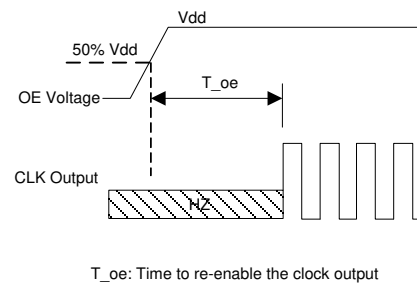 Vdd
50% Vdd
T_oe
OE Voltage
CLK Output
HZ
T_oe: Time to re-enable the clock output